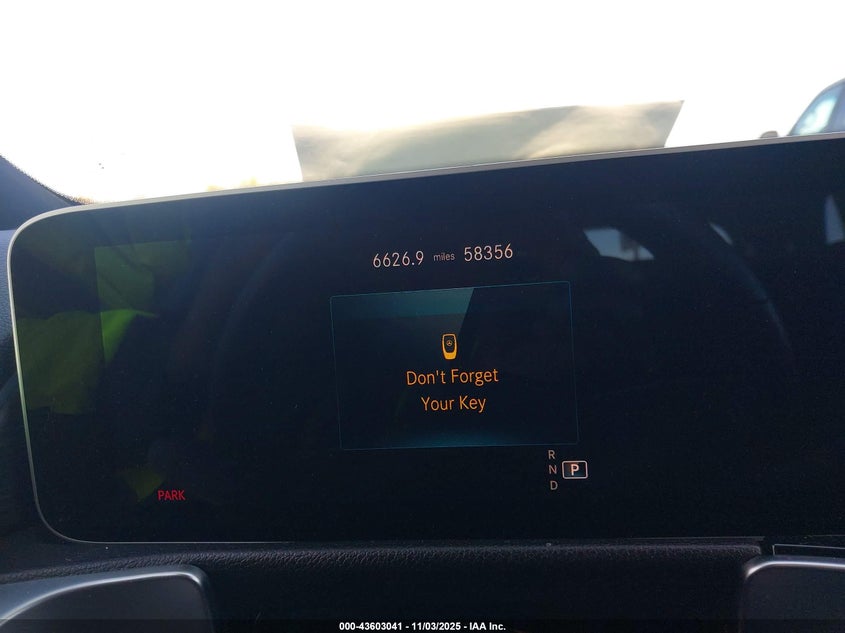 6626.9 miles 58356
Don't Forget
Your Key
R
N P
D
PARK
000-43603041 - 11/03/2025 - IAA Inc.